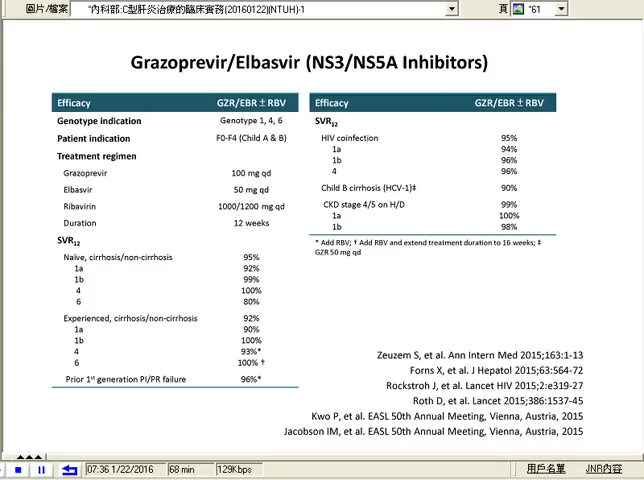 圖片/檔案 "內科部:C型肝炎治療的臨床實務(20160122)(NTUH)-1 頁 "61
Grazoprevir/Elbasvir (NS3/NS5A Inhibitors)
Efficacy GZR/EBR ± RBV
Genotype indication Genotype 1, 4, 6
Patient indication F0-F4 (Child A & B)
Treatment regimen
Grazoprevir 100 mg qd
Elbasvir 50 mg qd
Ribavirin 1000/1200 mg qd
Duration 12 weeks
SVR12
Naïve, cirrhosis/non-cirrhosis 95%
1a 92%
1b 99%
4 100%
6 80%
Experienced, cirrhosis/non-cirrhosis 92%
1a 90%
1b 100%
4 93%*
6 100% †
Prior 1st generation PI/PR failure 96%*
Efficacy GZR/EBR ± RBV
SVR12
HIV coinfection 95%
1a 94%
1b 96%
4 96%
Child B cirrhosis (HCV-1)‡ 90%
CKD stage 4/5 on H/D 99%
1a 100%
1b 98%
* Add RBV; † Add RBV and extend treatment duration to 16 weeks; ‡
GZR 50 mg qd
Zeuzem S, et al. Ann Intern Med 2015;163:1-13
Forns X, et al. J Hepatol 2015;63:564-72
Rockstroh J, et al. Lancet HIV 2015;2:e319-27
Roth D, et al. Lancet 2015;386:1537-45
Kwo P, et al. EASL 50th Annual Meeting, Vienna, Austria, 2015
Jacobson IM, et al. EASL 50th Annual Meeting, Vienna, Austria, 2015
07:36 1/22/2016 68 min 129Kbps 用戶名單 JNR內容